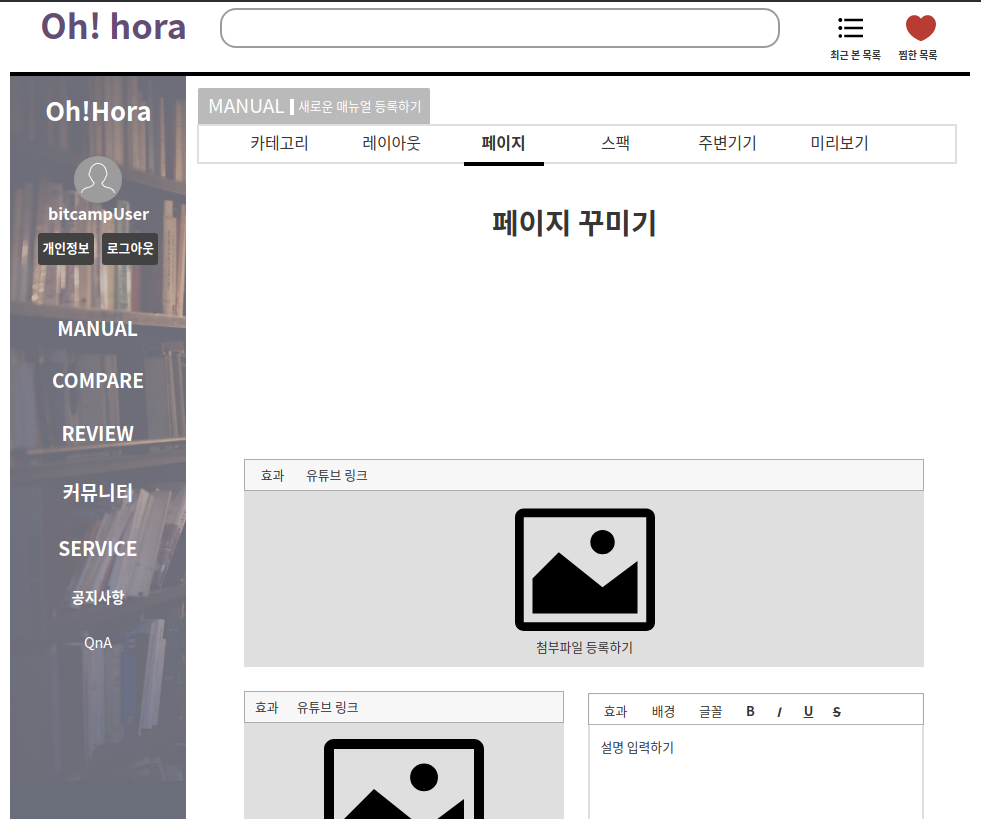 Oh! hora
최근 본 목록
찜한 목록
Oh!Hora
bitcampUser
개인정보
로그아웃
MANUAL
COMPARE
REVIEW
커뮤니티
SERVICE
공지사항
QnA
MANUAL 새로운 매뉴얼 등록하기
카테고리 레이아웃 페이지 스팩 주변기기 미리보기
페이지 꾸미기
효과 유튜브 링크
첨부파일 등록하기
효과 유튜브 링크
효과 배경 글꼴 B I U S
설명 입력하기